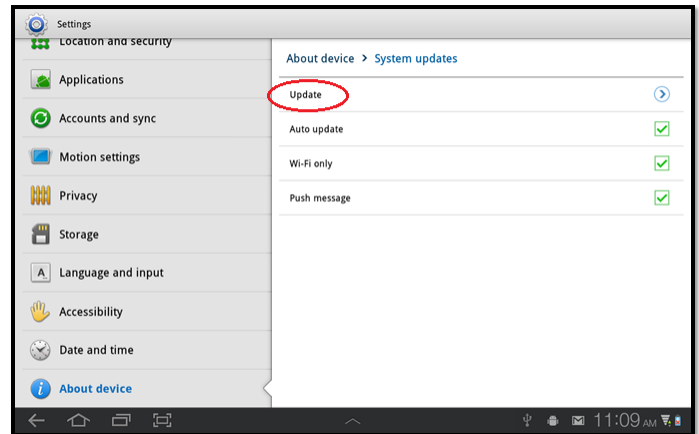 Settings
Location and security
Applications
Accounts and sync
Motion settings
Privacy
Storage
A Language and input
Accessibility
Date and time
About device
About device > System updates
Update
Auto update
Wi-Fi only
Push message
11:09 AM